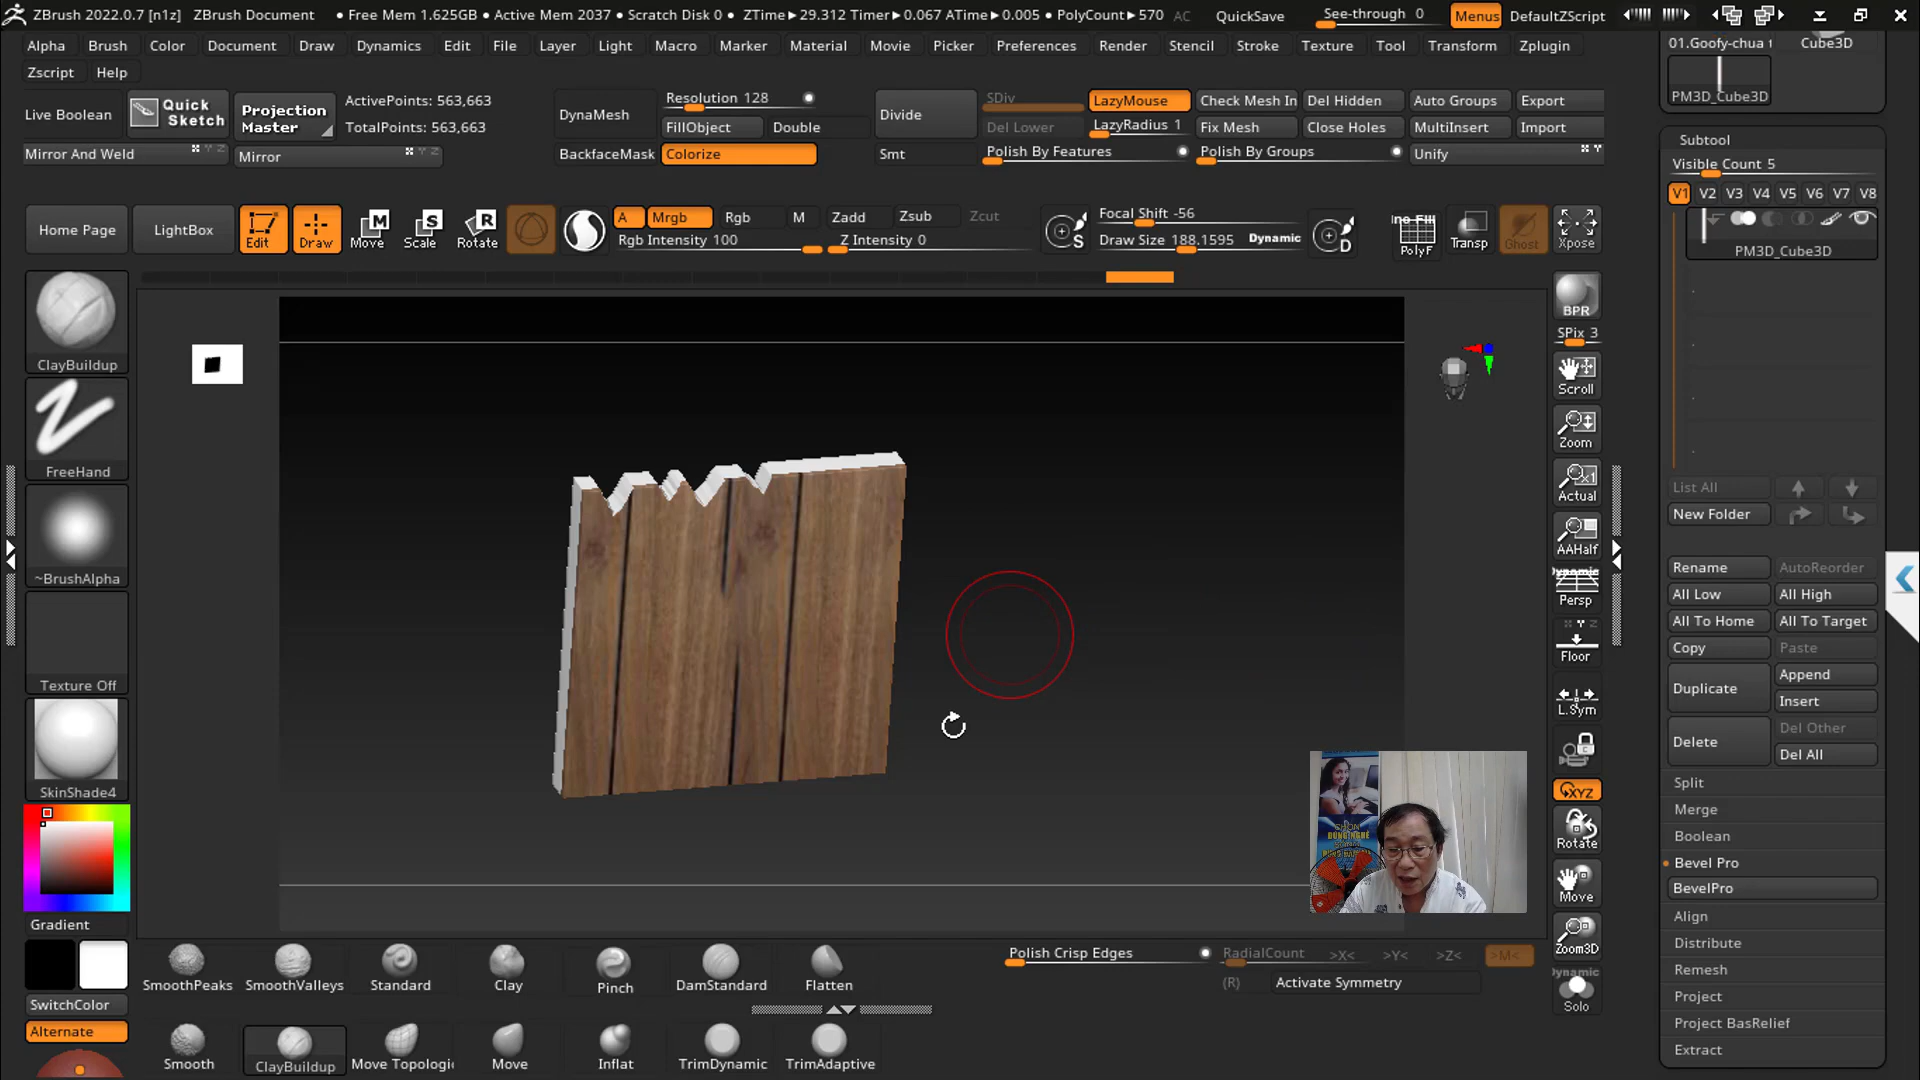 ZBrush 2022.0.7 [n1z] ZBrush Document • Free Mem 1.625GB • Active Mem 2037 • Scratch Disk 0 • ZTime▶29.312 Timer▶0.067 ATime▶0.005 • PolyCount▶570 AC QuickSave See-through 0 Menus DefaultZScript
Alpha Brush Color Document Draw Dynamics Edit File Layer Light Macro Marker Material Movie Picker Preferences Render Stencil Stroke Texture Tool Transform Zplugin
Zscript Help
01.Goofy-chua t Cube3D
PM3D_Cube3D
Live Boolean Quick Sketch Projection Master ActivePoints: 563,663 DynaMesh Resolution 128 Divide SDiv LazyMouse Check Mesh In Del Hidden Auto Groups Export
TotalPoints: 563,663 FillObject Double Del Lower LazyRadius 1 Fix Mesh Close Holes MultiInsert Import
Mirror And Weld Mirror BackfaceMask Colorize Smt Polish By Features Polish By Groups Unify
Home Page LightBox Edit Draw Move Scale Rotate A Mrgb Rgb M Zadd Zsub Zcut Focal Shift -56
Rgb Intensity 100 Z Intensity 0 S Draw Size 188.1595 Dynamic D PolyF Transp Ghost Xpose
ClayBuildup
FreeHand
~BrushAlpha
Texture Off
SkinShade4
Gradient
SwitchColor
Alternate
BPR
SPix 3
Scroll
Zoom
Actual
AAHalf
Dynamic
Persp
Floor
L.Sym
XYZ
Rotate
Move
Zoom3D
Dynamic
Solo
CHỌN
ĐÚNG NGHỀ
Subtool
Visible Count 5
V1 V2 V3 V4 V5 V6 V7 V8
PM3D_Cube3D
List All
New Folder
Rename AutoReorder
All Low All High
All To Home All To Target
Copy Paste
Duplicate Append
Insert
Delete Del Other
Del All
Split
Merge
Boolean
Bevel Pro
BevelPro
Align
Distribute
Remesh
Project
Project BasRelief
Extract
SmoothPeaks SmoothValleys Standard Clay Pinch DamStandard Flatten
Polish Crisp Edges RadialCount >X< >Y< >Z< >M<
(R) Activate Symmetry
Smooth ClayBuildup Move Topologic Move Inflat TrimDynamic TrimAdaptive